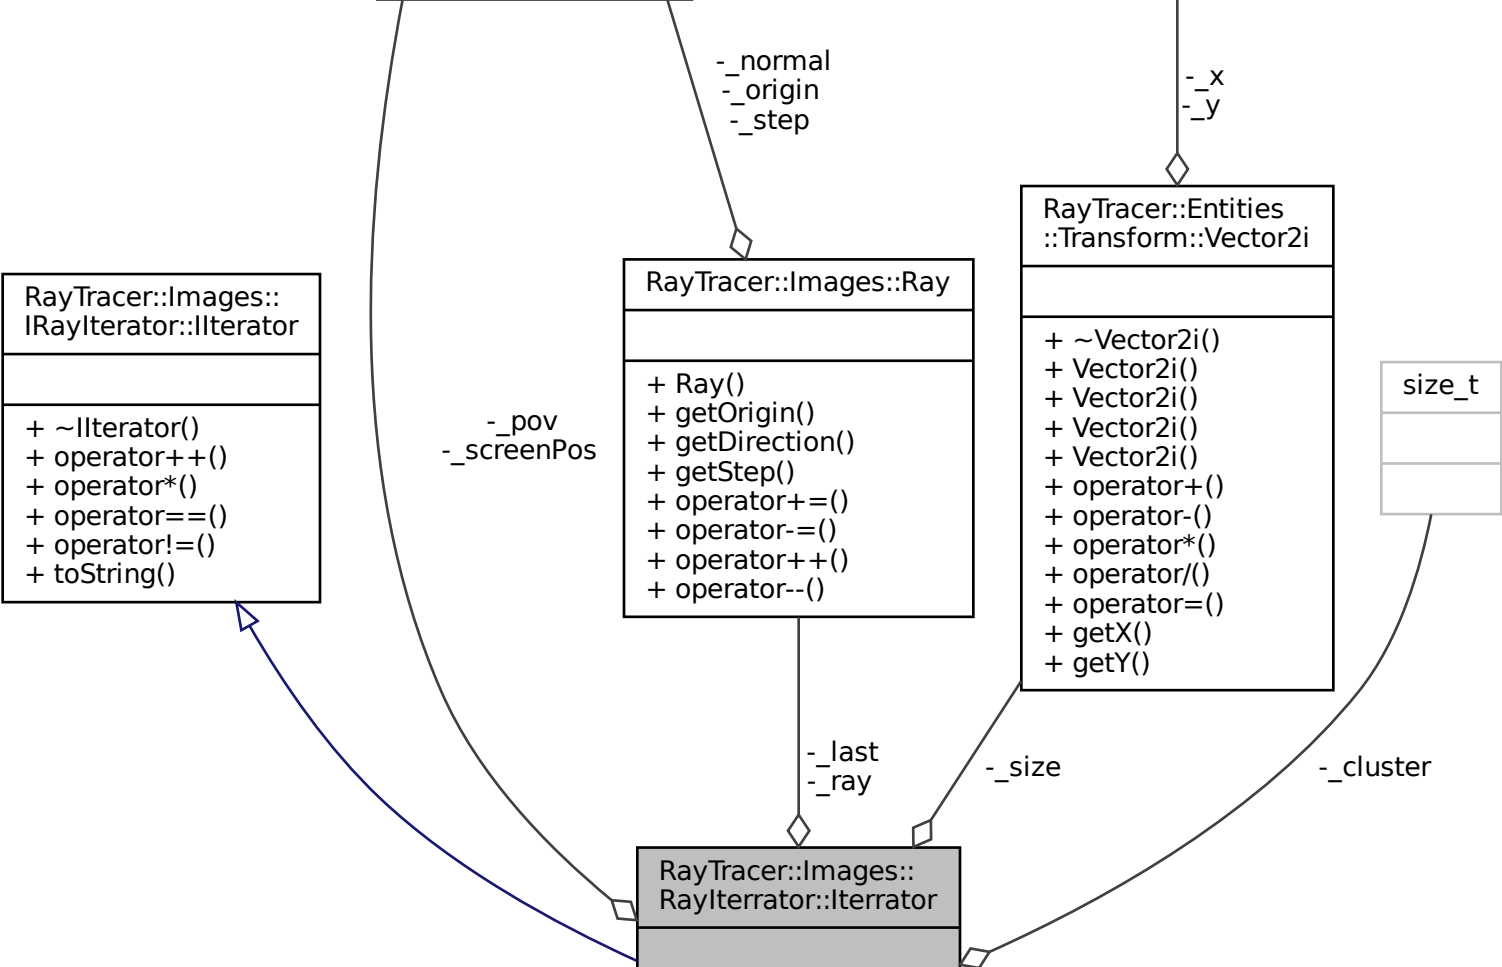 -_normal
-_origin
-_step
-_x
-_y
RayTracer::Entities
::Transform::Vector2i
+ ~Vector2i()
+ Vector2i()
+ Vector2i()
+ Vector2i()
+ Vector2i()
+ operator+()
+ operator-()
+ operator*()
+ operator/()
+ operator=()
+ getX()
+ getY()
RayTracer::Images::Ray
+ Ray()
+ getOrigin()
+ getDirection()
+ getStep()
+ operator+=()
+ operator-=()
+ operator++()
+ operator--()
RayTracer::Images::
IRayIterator::IIterator
+ ~IIterator()
+ operator++()
+ operator*()
+ operator==()
+ operator!=()
+ toString()
size_t
-_pov
-_screenPos
-_last
-_ray
-_size
-_cluster
RayTracer::Images::
RayIterrator::Iterrator